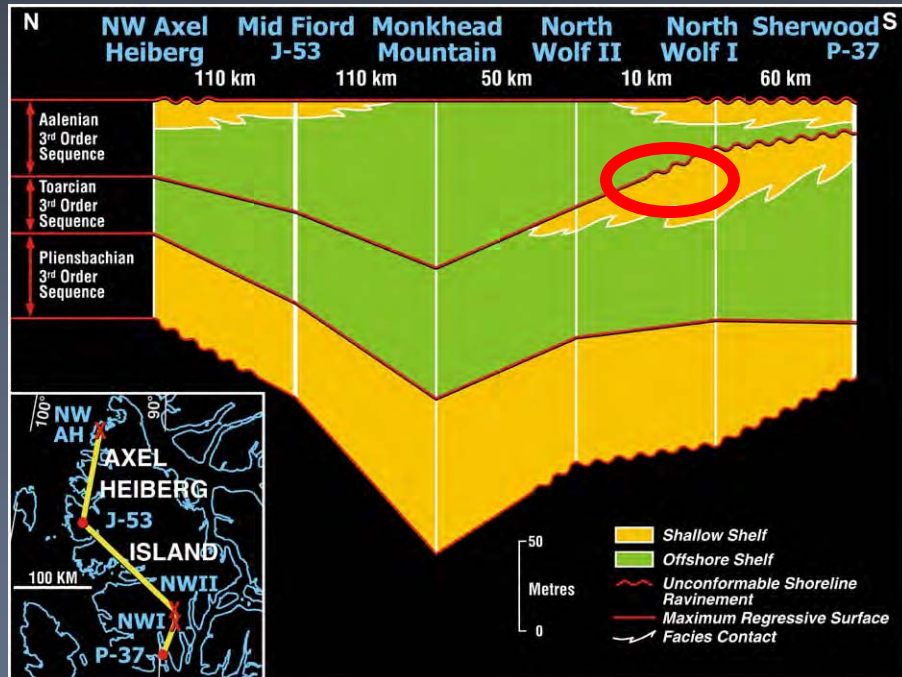 N
NW Axel
Heiberg
Mid Fiord
J-53
Monkhead
Mountain
North
Wolf II
North
Wolf I
Sherwood
P-37
S
110 km
110 km
50 km
10 km
60 km
Aalenian
3rd Order
Sequence
Toarcian
3rd Order
Sequence
Pliensbachian
3rd Order
Sequence
100°
90°
NW
AH
AXEL
HEIBERG
J-53
ISLAND
100 KM
NWII
NWI
P-37
50
Metres
0
Shallow Shelf
Offshore Shelf
Unconformable Shoreline
Ravinement
Maximum Regressive Surface
Facies Contact